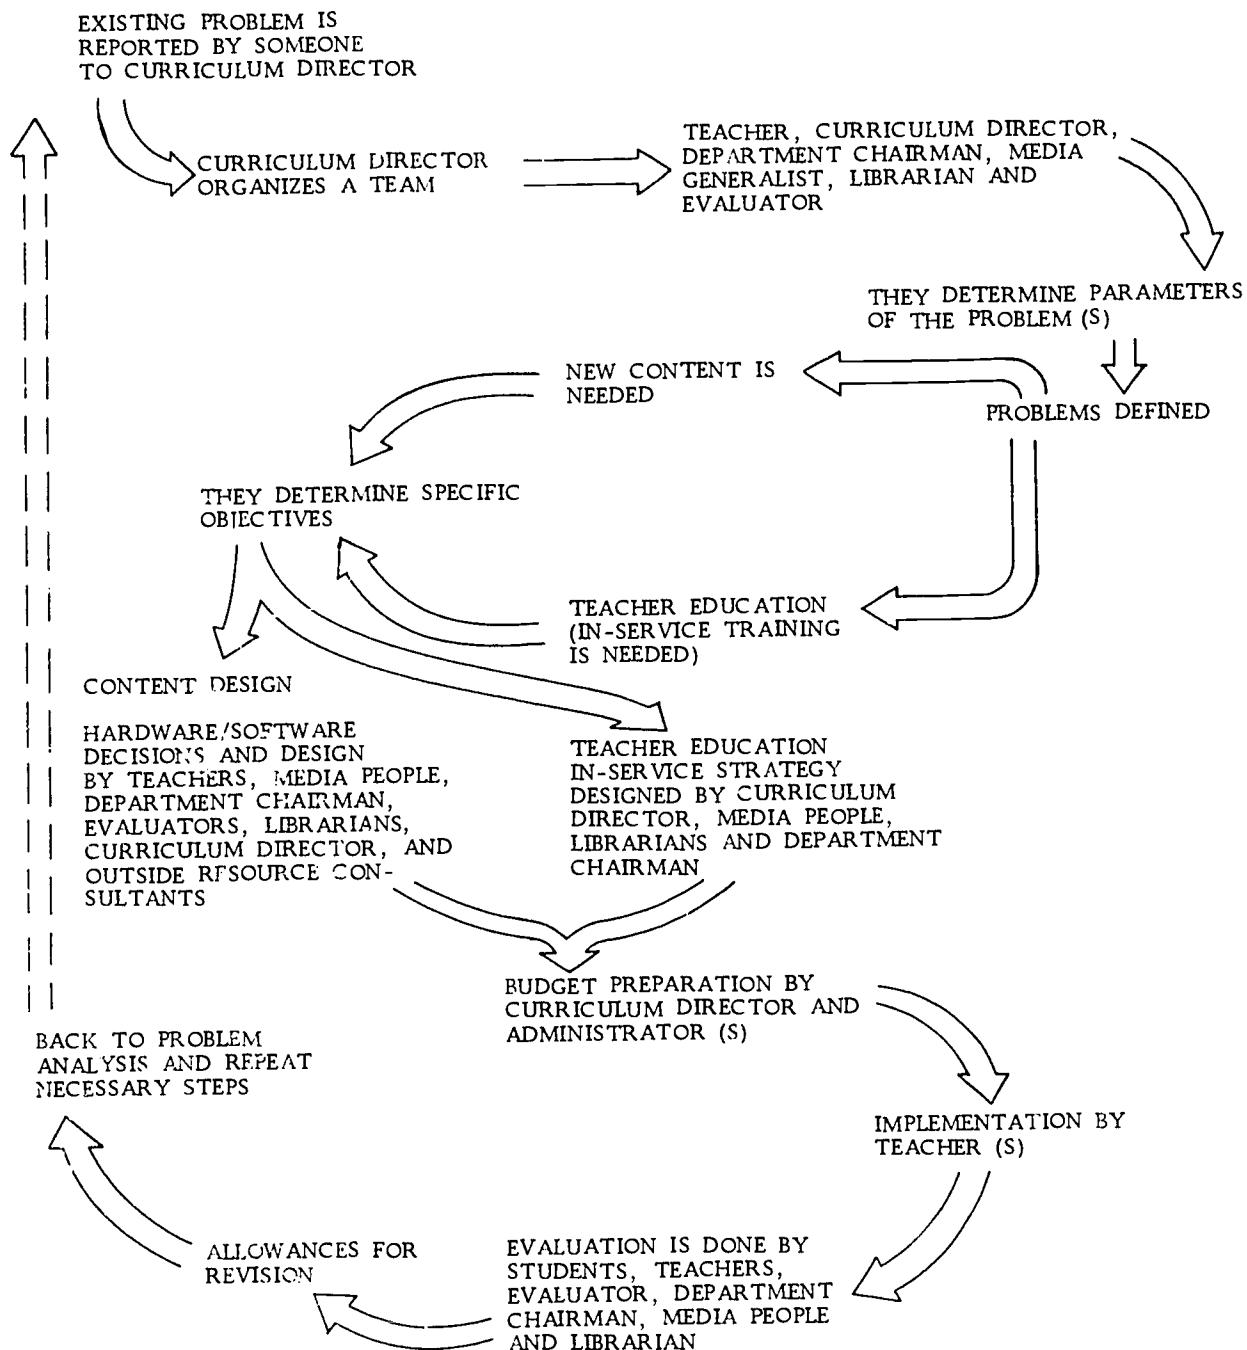 EXISTING PROBLEM IS
REPORTED BY SOMEONE
TO CURRICULUM DIRECTOR
CURRICULUM DIRECTOR
ORGANIZES A TEAM
TEACHER, CURRICULUM DIRECTOR,
DEPARTMENT CHAIRMAN, MEDIA
GENERALIST, LIBRARIAN AND
EVALUATOR
THEY DETERMINE PARAMETERS
OF THE PROBLEM (S)
PROBLEMS DEFINED
NEW CONTENT IS
NEEDED
THEY DETERMINE SPECIFIC
OBJECTIVES
TEACHER EDUCATION
(IN-SERVICE TRAINING
IS NEEDED)
CONTENT DESIGN
HARDWARE/SOFTWARE
DECISIONS AND DESIGN
BY TEACHERS, MEDIA PEOPLE,
DEPARTMENT CHAIRMAN,
EVALUATORS, LIBRARIANS,
CURRICULUM DIRECTOR, AND
OUTSIDE RESOURCE CON-
SULTANTS
TEACHER EDUCATION
IN-SERVICE STRATEGY
DESIGNED BY CURRICULUM
DIRECTOR, MEDIA PEOPLE,
LIBRARIANS AND DEPARTMENT
CHAIRMAN
BUDGET PREPARATION BY
CURRICULUM DIRECTOR AND
ADMINISTRATOR (S)
IMPLEMENTATION BY
TEACHER (S)
EVALUATION IS DONE BY
STUDENTS, TEACHERS,
EVALUATOR, DEPARTMENT
CHAIRMAN, MEDIA PEOPLE
AND LIBRARIAN
ALLOWANCES FOR
REVISION
BACK TO PROBLEM
ANALYSIS AND REPEAT
NECESSARY STEPS